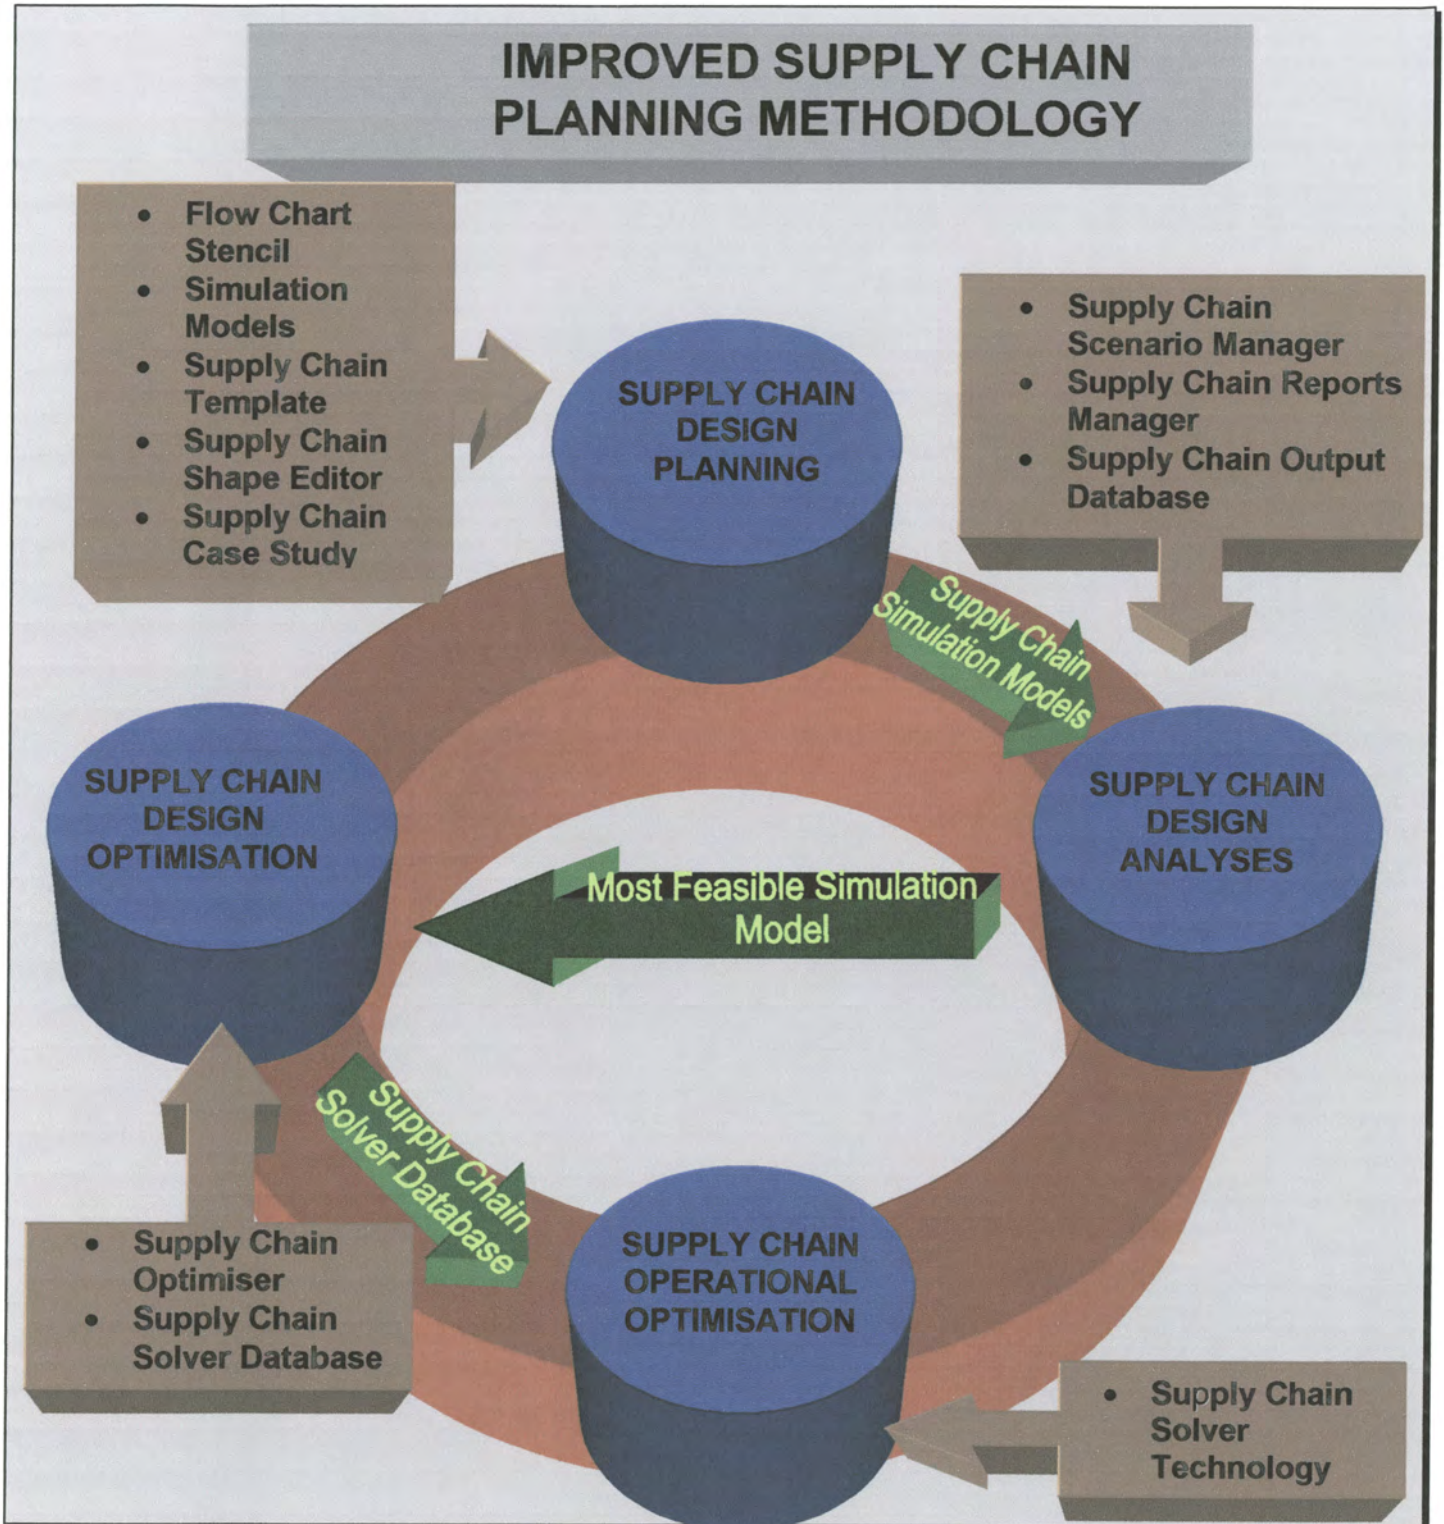 IMPROVED SUPPLY CHAIN
PLANNING METHODOLOGY
• Flow Chart
Stencil
• Simulation
Models
• Supply Chain
Template
• Supply Chain
Shape Editor
• Supply Chain
Case Study
• Supply Chain
Scenario Manager
• Supply Chain Reports
Manager
• Supply Chain Output
Database
SUPPLY CHAIN
DESIGN
PLANNING
Supply Chain
Simulation Models
SUPPLY CHAIN
DESIGN
OPTIMISATION
SUPPLY CHAIN
DESIGN
ANALYSES
Most Feasible Simulation
Model
Supply Chain
Solver Database
SUPPLY CHAIN
OPERATIONAL
OPTIMISATION
• Supply Chain
Optimiser
• Supply Chain
Solver Database
• Supply Chain
Solver
Technology